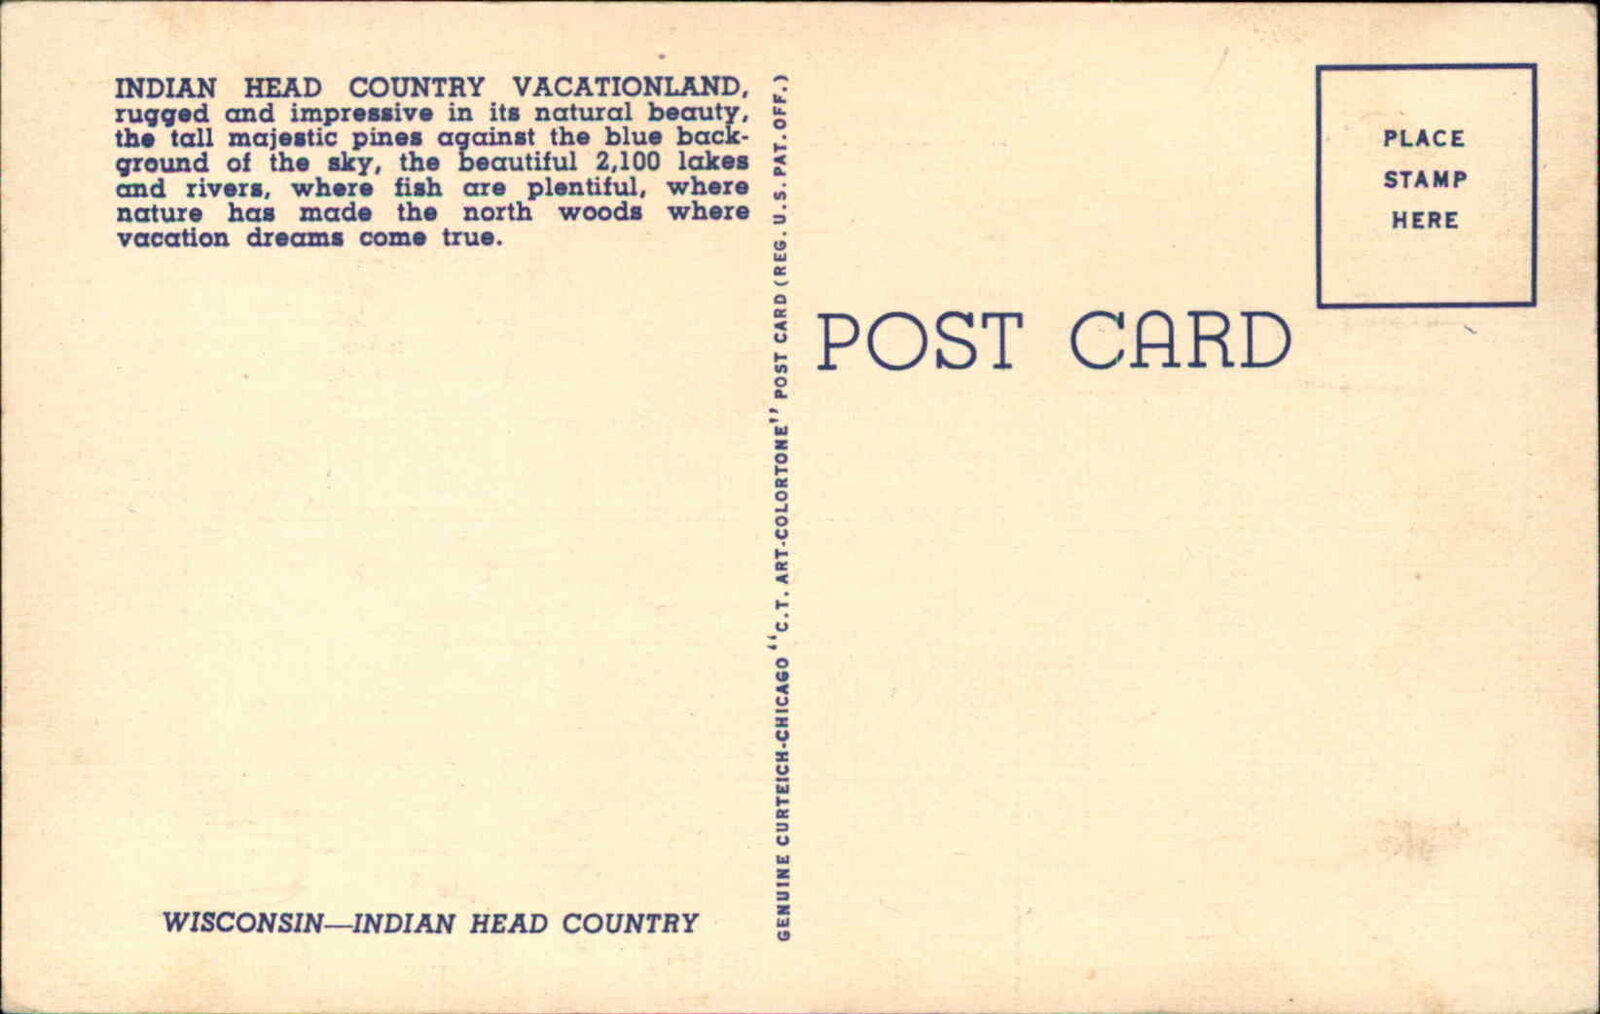 INDIAN HEAD COUNTRY VACATIONLAND,
rugged and impressive in its natural beauty,
the tall majestic pines against the blue back-
ground of the sky, the beautiful 2,100 lakes
and rivers, where fish are plentiful, where
nature has made the north woods where
vacation dreams come true.
WISCONSIN—INDIAN HEAD COUNTRY
GENUINE CURTEICH-CHICAGO "C.T. ART-COLORTONE" POST CARD (REG. U.S. PAT. OFF.)
POST CARD
PLACE
STAMP
HERE